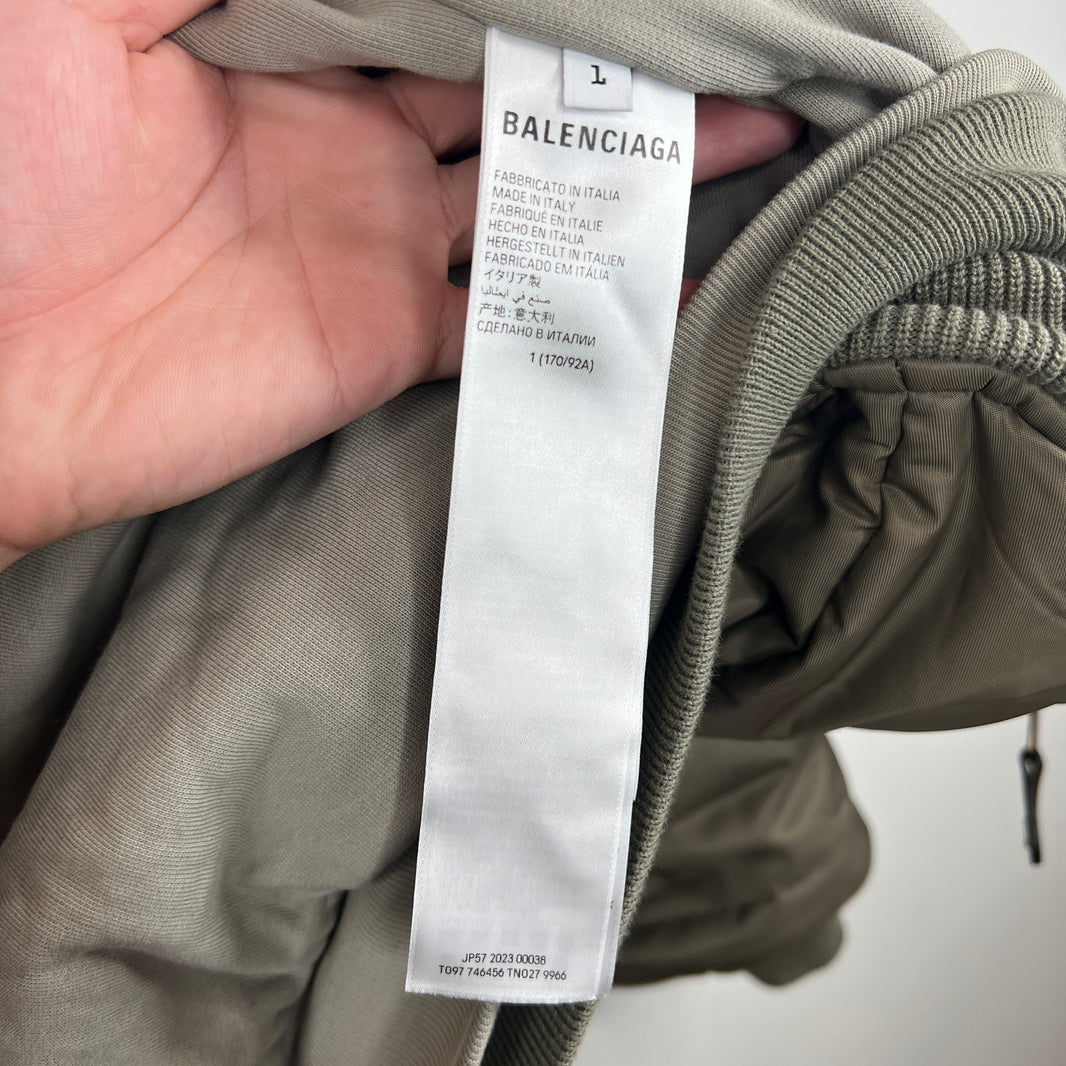 1
BALENCIAGA
FABBRICATO IN ITALIA
MADE IN ITALY
FABRIQUÉ EN ITALIE
HECHO EN ITALIA
HERGESTELLT IN ITALIEN
FABRICADO EM ITÁLIA
イタリア製
صنع في ايطاليا
产地:意大利
СДЕЛАНО В ИТАЛИИ
1 (170/92A)
JP57 2023 00038
TO97 746456 TNO27 9966